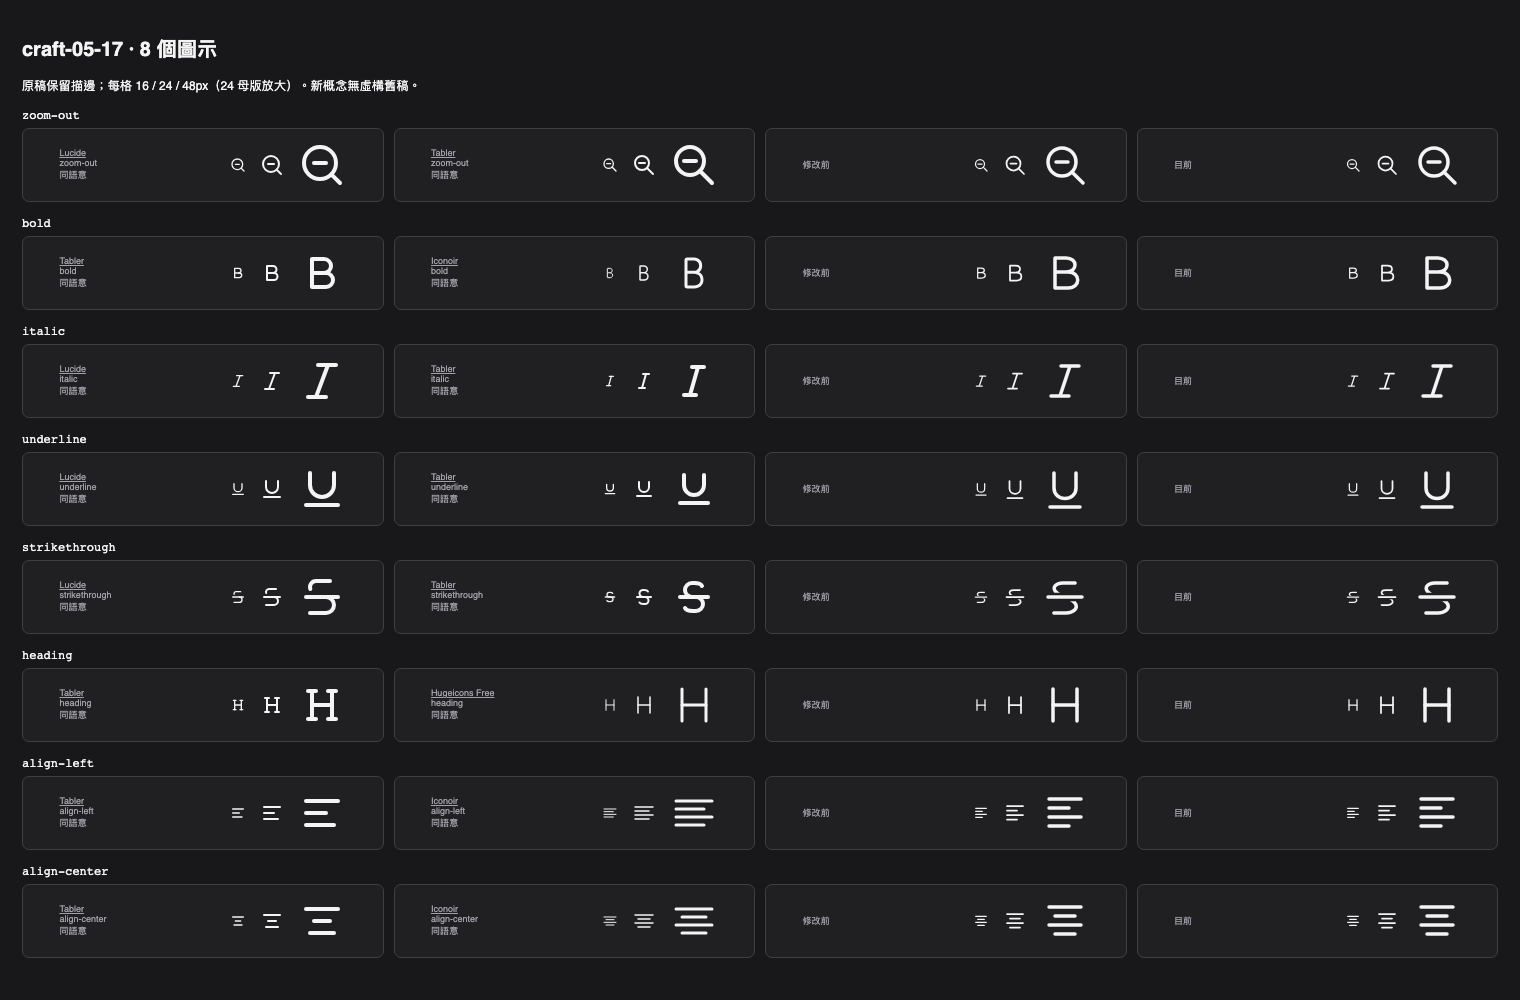 craft-05-17 · 8 個圖示
原稿保留描邊；每格 16 / 24 / 48px（24 母版放大）。新概念無虛構舊稿。
zoom-out
Lucide
zoom-out
同語意
Tabler
zoom-out
同語意
修改前
目前
bold
Tabler
bold
同語意
Iconoir
bold
同語意
修改前
目前
italic
Lucide
italic
同語意
Tabler
italic
同語意
修改前
目前
underline
Lucide
underline
同語意
Tabler
underline
同語意
修改前
目前
strikethrough
Lucide
strikethrough
同語意
Tabler
strikethrough
同語意
修改前
目前
heading
Tabler
heading
同語意
Hugeicons Free
heading
同語意
修改前
目前
align-left
Tabler
align-left
同語意
Iconoir
align-left
同語意
修改前
目前
align-center
Tabler
align-center
同語意
Iconoir
align-center
同語意
修改前
目前